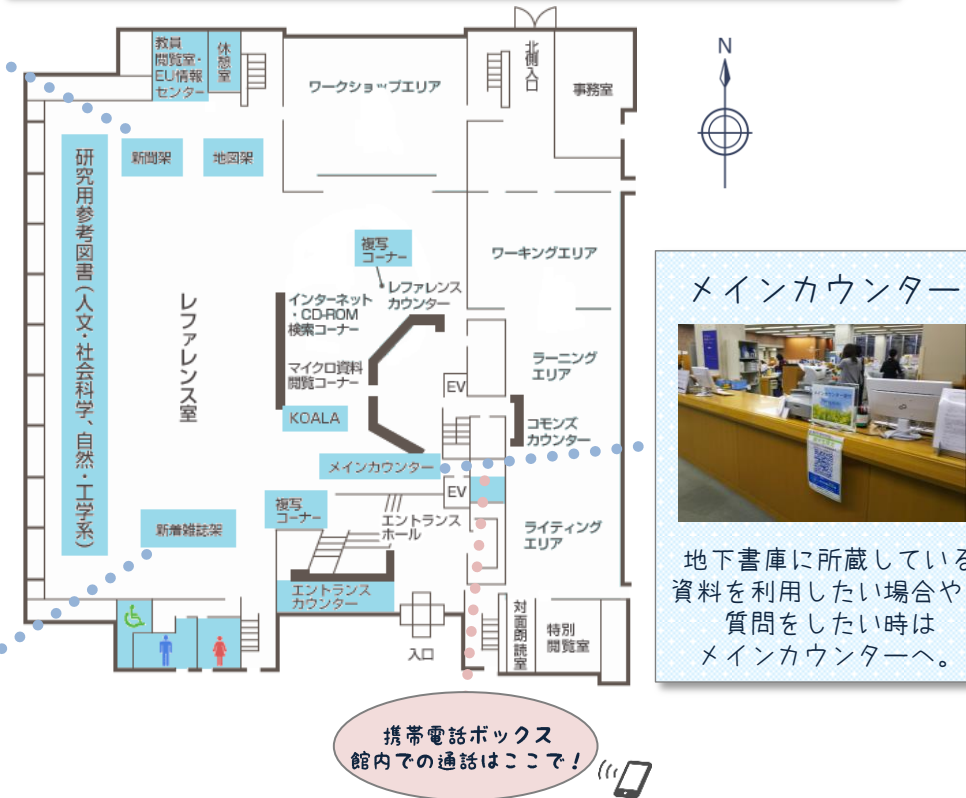 教員
閲覧室・
EU情報
センター
休憩室
ワークショップエリア
北側入口
事務室
N
新聞架
地図架
研究用参考図書(人文・社会科学、自然・工学系)
複写
コーナー
ワーキングエリア
レファレンス
カウンター
インターネット
・CD-ROM
検索コーナー
レファレンス室
マイクロ資料
閲覧コーナー
KOALA
EV
ラーニング
エリア
コモンズ
カウンター
メインカウンター
EV
複写
コーナー
エントランス
ホール
新着雑誌架
ライティング
エリア
エントランス
カウンター
入口
対面朗読室
特別
閲覧室
メインカウンター
地下書庫に所蔵している
資料を利用したい場合や
質問をしたい時は
メインカウンターへ。
携帯電話ボックス
館内での通話はここで!